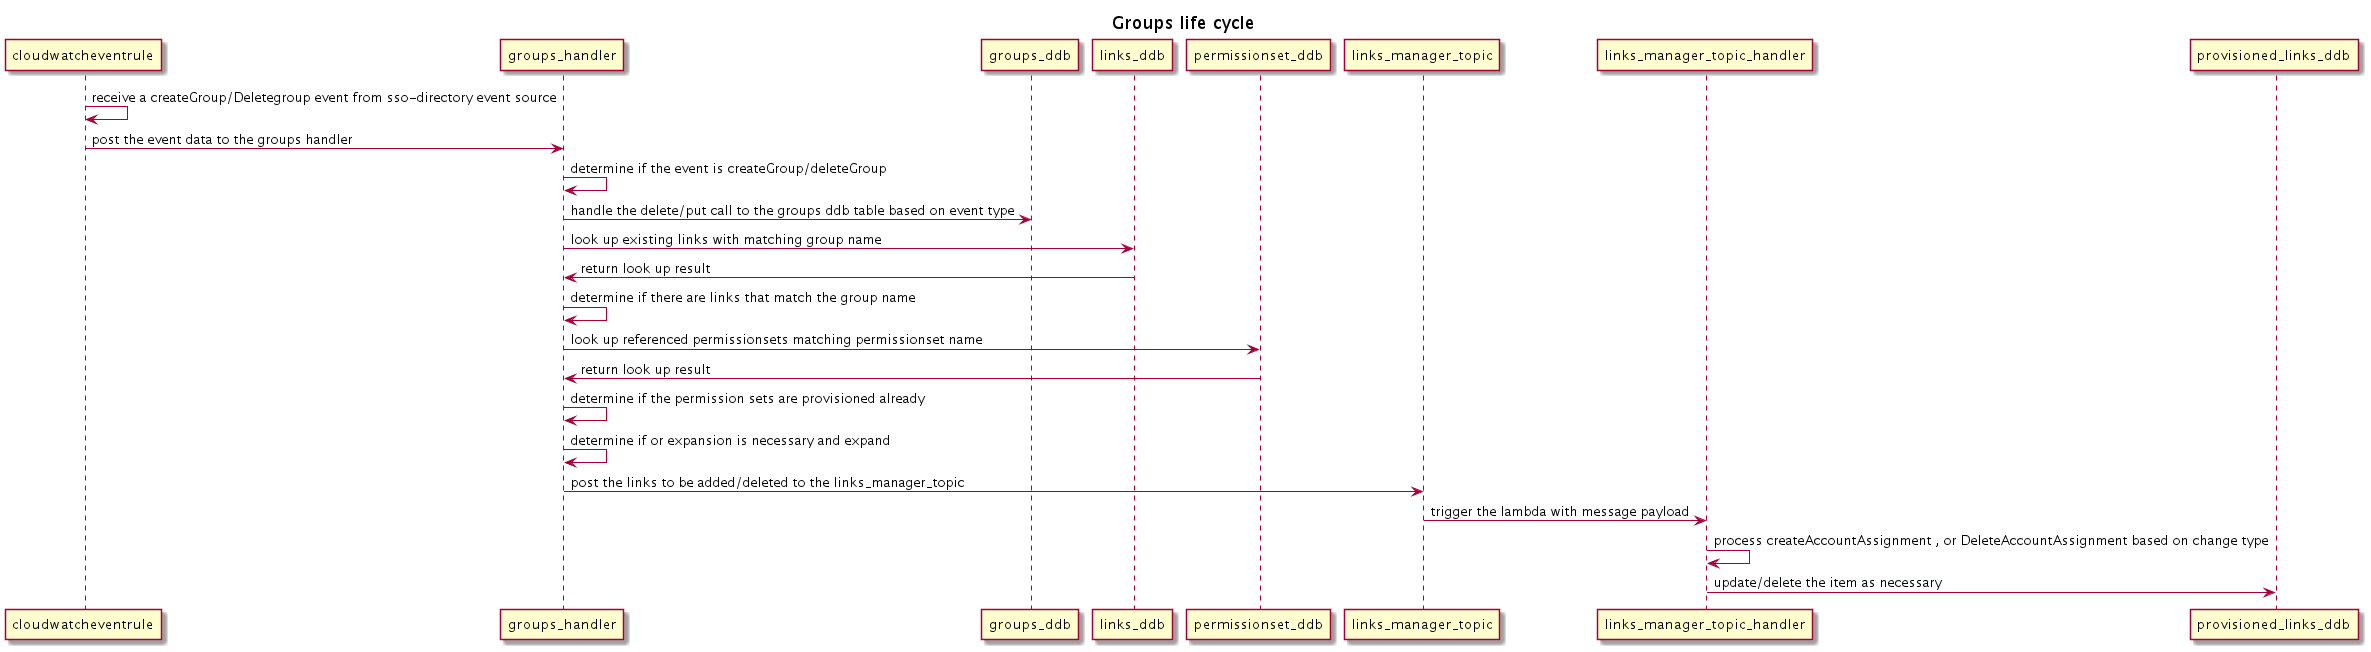 Groups life cycle
cloudwatcheventrule
groups_handler
groups_ddb
links_ddb
permissionset_ddb
links_manager_topic
links_manager_topic_handler
provisioned_links_ddb
receive a createGroup/Deletegroup event from sso-directory event source
post the event data to the groups handler
determine if the event is createGroup/deleteGroup
handle the delete/put call to the groups ddb table based on event type
look up existing links with matching group name
return look up result
determine if there are links that match the group name
look up referenced permissionsets matching permissionset name
return look up result
determine if the permission sets are provisioned already
determine if or expansion is necessary and expand
post the links to be added/deleted to the links_manager_topic
trigger the lambda with message payload
process createAccountAssignment , or DeleteAccountAssignment based on change type
update/delete the item as necessary
cloudwatcheventrule
groups_handler
groups_ddb
links_ddb
permissionset_ddb
links_manager_topic
links_manager_topic_handler
provisioned_links_ddb